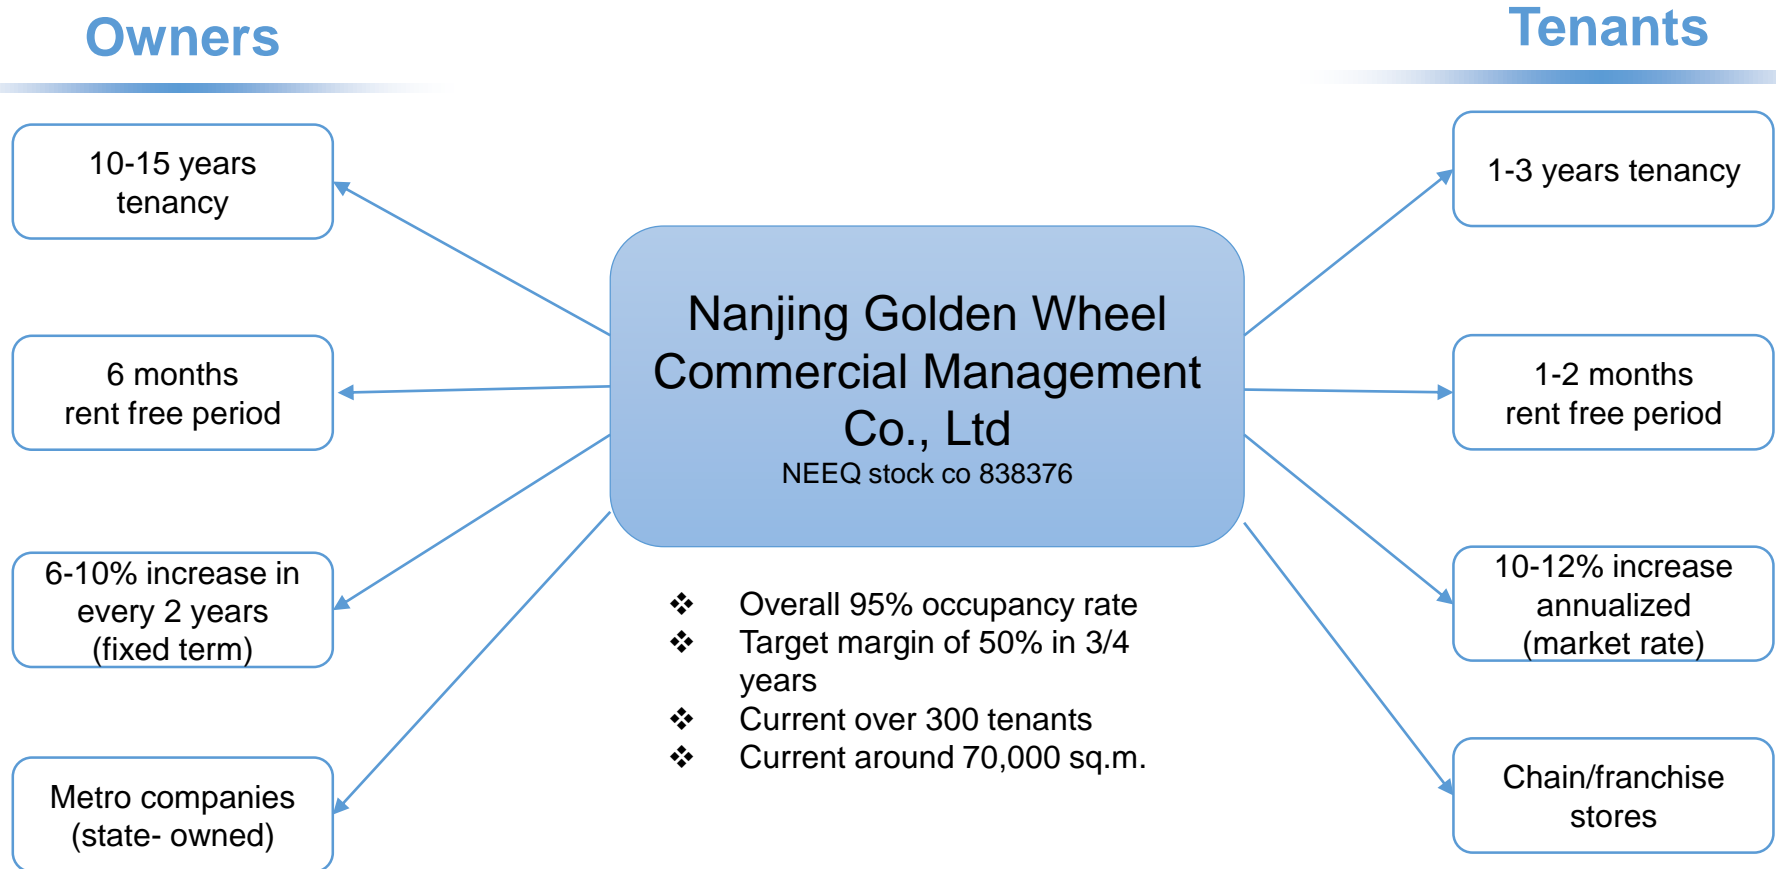 Owners
Tenants
10-15 years
tenancy
6 months
rent free period
6-10% increase in
every 2 years
(fixed term)
Metro companies
(state- owned)
Nanjing Golden Wheel
Commercial Management
Co., Ltd
NEEQ stock co 838376
❖ Overall 95% occupancy rate
❖ Target margin of 50% in 3/4
years
❖ Current over 300 tenants
❖ Current around 70,000 sq.m.
1-3 years tenancy
1-2 months
rent free period
10-12% increase
annualized
(market rate)
Chain/franchise
stores